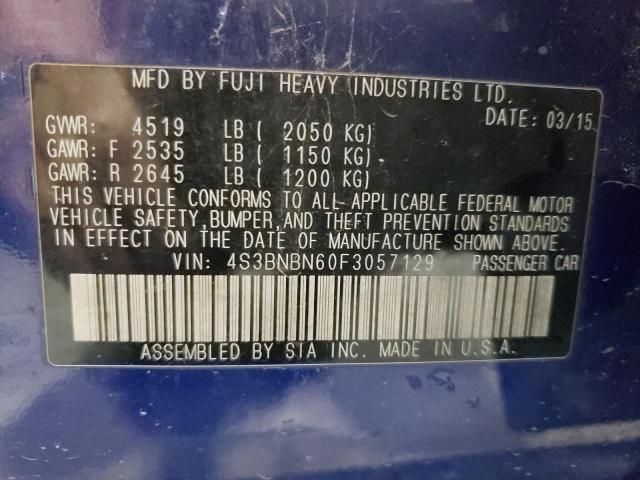 MFD BY FUJI HEAVY INDUSTRIES LTD.
DATE: 03/15
GVWR: 4519 LB ( 2050 KG)
GAWR: F 2535 LB ( 1150 KG)
GAWR: R 2645 LB ( 1200 KG)
THIS VEHICLE CONFORMS TO ALL APPLICABLE FEDERAL MOTOR
VEHICLE SAFETY, BUMPER, AND THEFT PREVENTION STANDARDS
IN EFFECT ON THE DATE OF MANUFACTURE SHOWN ABOVE.
VIN: 4S3BNBN60F3057129 PASSENGER CAR
ASSEMBLED BY SIA INC. MADE IN U.S.A.